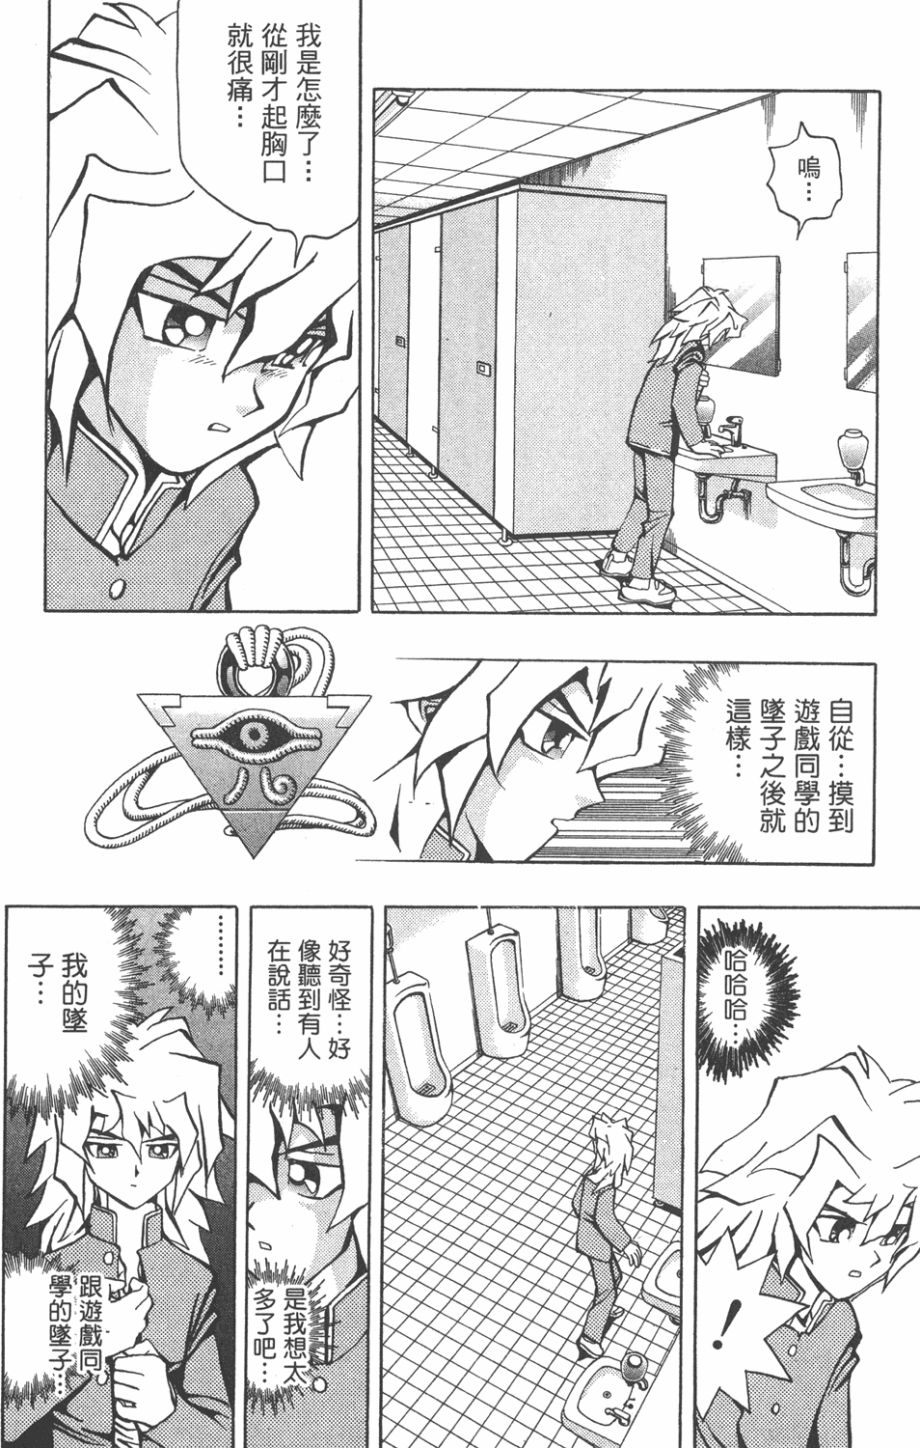 嗚…
我是怎麼了…
從剛才起胸口
就很痛…
自從…摸到
遊戲同學的
墜子之後就
這樣…
哈哈哈…
！
好奇怪…好
像聽到有人
在說話…
是我想太
多了吧…
………
我的墜
子…
跟遊戲同
學的墜子…